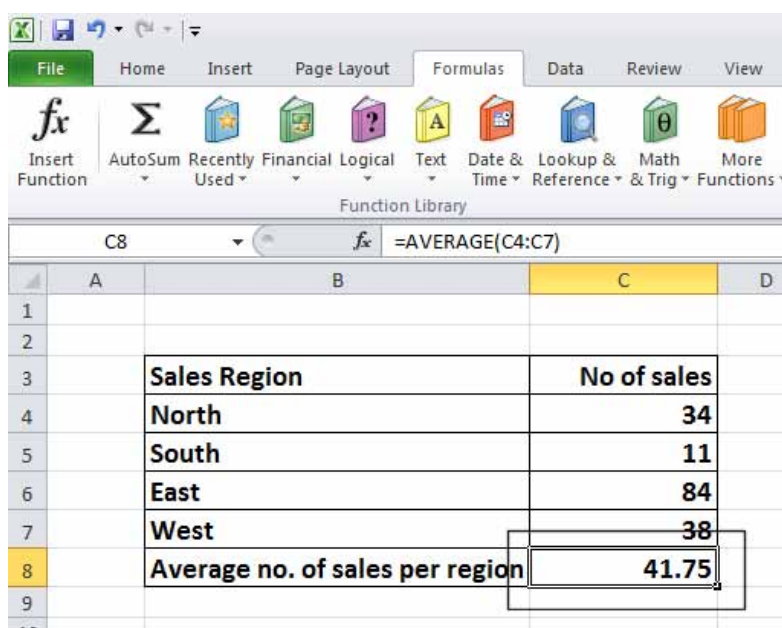 File Home Insert Page Layout Formulas Data Review View
fx Σ ? A θ
Insert AutoSum Recently Financial Logical Text Date & Lookup & Math More
Function Used Time Reference & Trig Functions
Function Library
C8 fx =AVERAGE(C4:C7)
A B C D
1
2
3 Sales Region No of sales
4 North 34
5 South 11
6 East 84
7 West 38
8 Average no. of sales per region 41.75
9